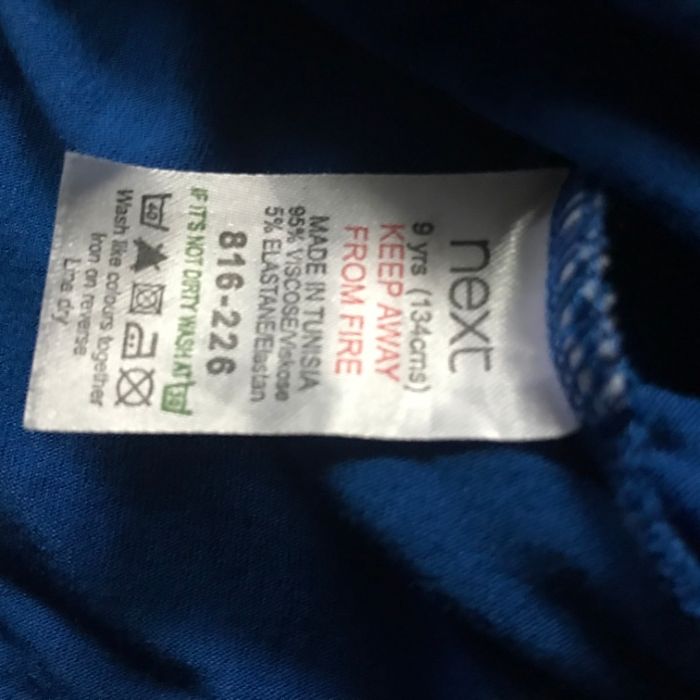 next
9 yrs (134cms)
KEEP AWAY
FROM FIRE
MADE IN TUNISIA
95% VISCOSE/Viskose
5% ELASTANE/Elastan
816-226
IF IT'S NOT DIRTY WASH AT 30
40
Wash like colours together
Iron on reverse
Line dry